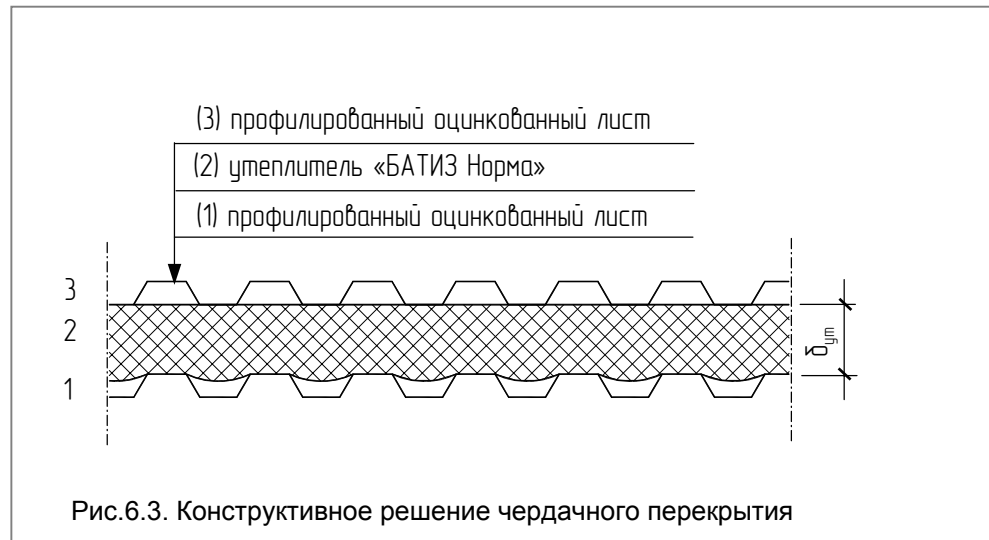 (3) профилированный оцинкованный лист
(2) утеплитель «БАТИЗ Норма»
(1) профилированный оцинкованный лист
3
2
1
δут
Рис.6.3. Конструктивное решение чердачного перекрытия